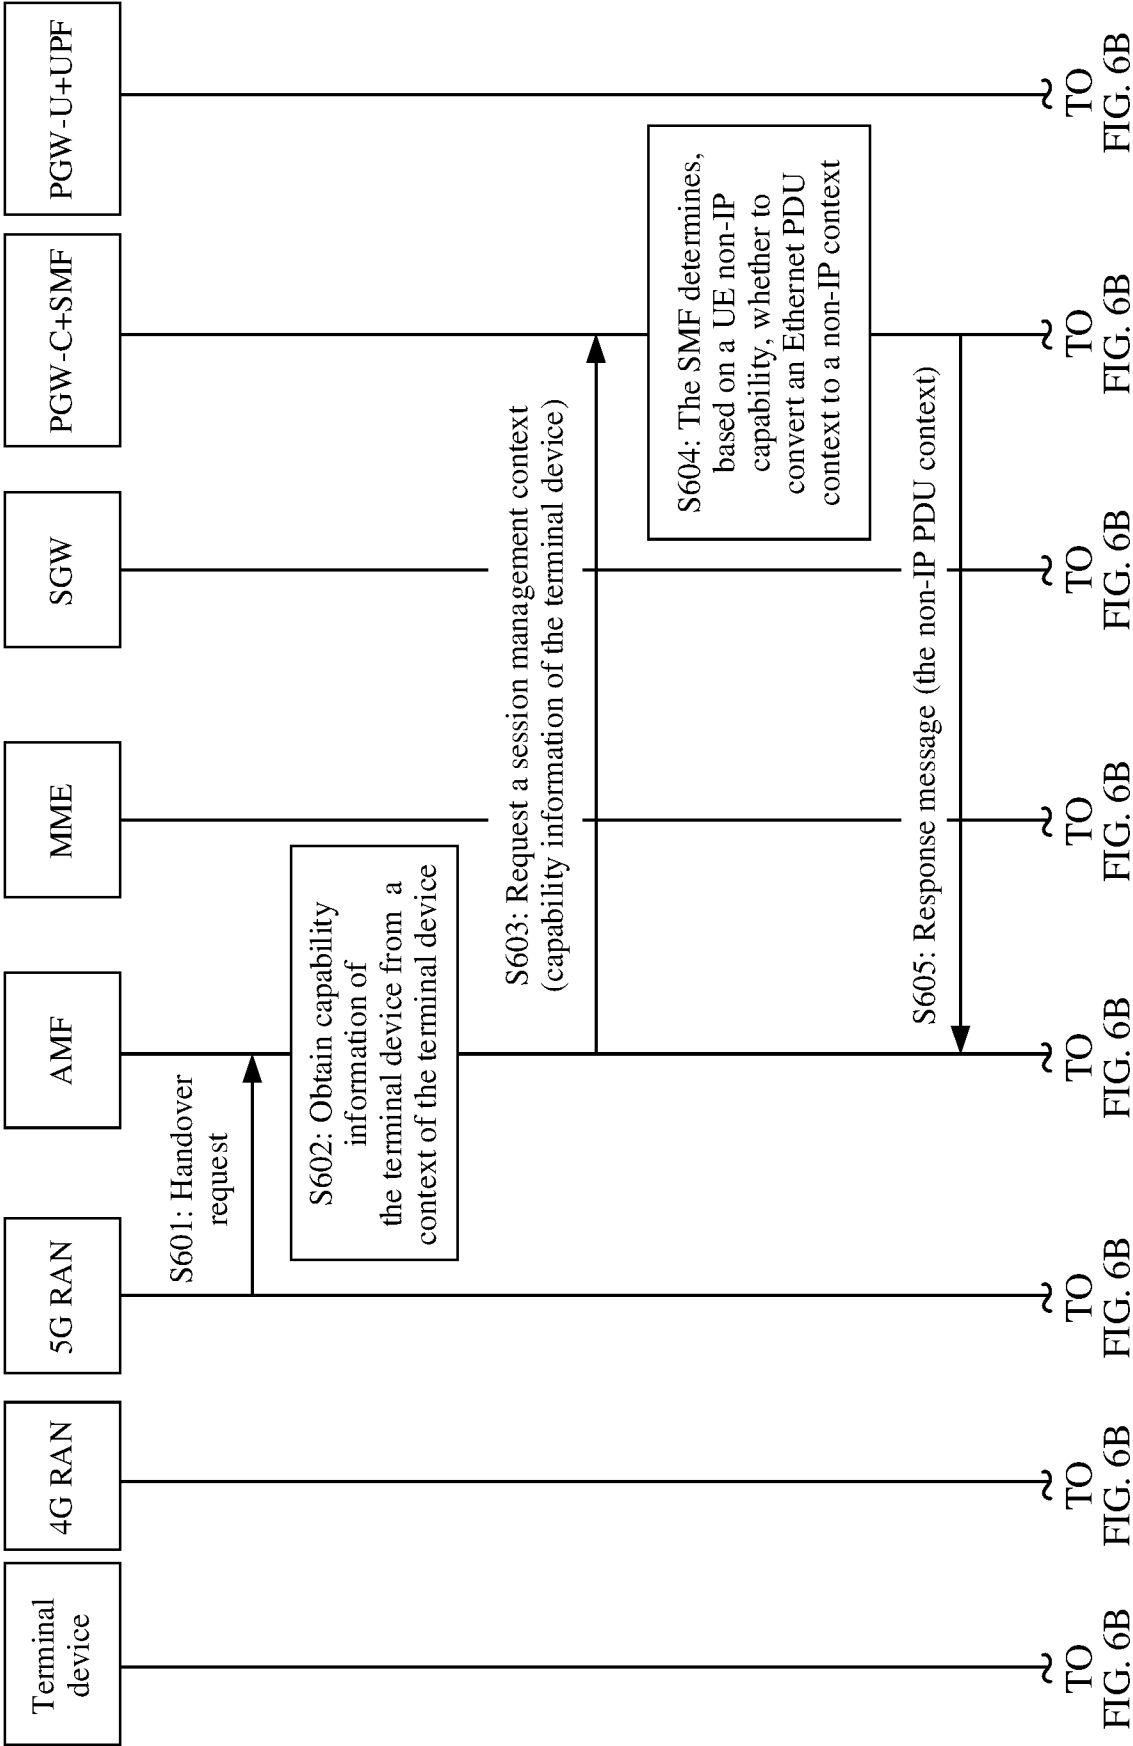 Terminal
device
4G RAN
5G RAN
AMF
MME
SGW
PGW-C+SMF
PGW-U+UPF
S601: Handover
request
S602: Obtain capability
information of
the terminal device from a
context of the terminal device
S603: Request a session management context
(capability information of the terminal device)
S604: The SMF determines,
based on a UE non-IP
capability, whether to
convert an Ethernet PDU
context to a non-IP context
S605: Response message (the non-IP PDU context)
TO
FIG. 6B
TO
FIG. 6B
TO
FIG. 6B
TO
FIG. 6B
TO
FIG. 6B
TO
FIG. 6B
TO
FIG. 6B
TO
FIG. 6B